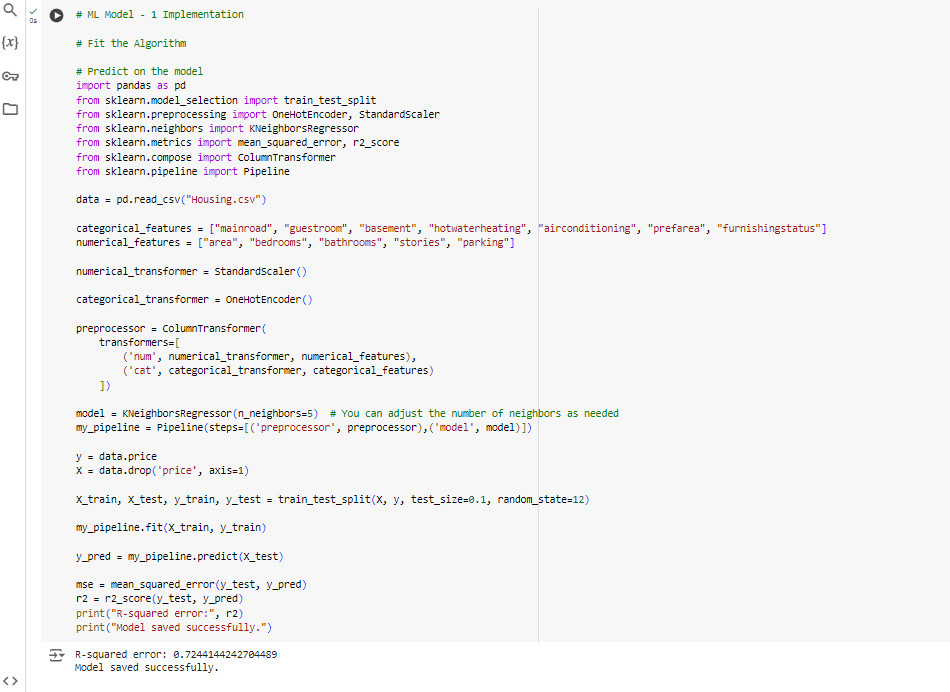 # ML Model - 1 Implementation
0s
# Fit the Algorithm
{x}
# Predict on the model
import pandas as pd
from sklearn.model_selection import train_test_split
from sklearn.preprocessing import OneHotEncoder, StandardScaler
from sklearn.neighbors import KNeighborsRegressor
from sklearn.metrics import mean_squared_error, r2_score
from sklearn.compose import ColumnTransformer
from sklearn.pipeline import Pipeline
data = pd.read_csv("Housing.csv")
categorical_features = ["mainroad", "guestroom", "basement", "hotwaterheating", "airconditioning", "prefarea", "furnishingstatus"]
numerical_features = ["area", "bedrooms", "bathrooms", "stories", "parking"]
numerical_transformer = StandardScaler()
categorical_transformer = OneHotEncoder()
preprocessor = ColumnTransformer(
    transformers=[
        ('num', numerical_transformer, numerical_features),
        ('cat', categorical_transformer, categorical_features)
    ])
model = KNeighborsRegressor(n_neighbors=5)  # You can adjust the number of neighbors as needed
my_pipeline = Pipeline(steps=[('preprocessor', preprocessor),('model', model)])
y = data.price
X = data.drop('price', axis=1)
X_train, X_test, y_train, y_test = train_test_split(X, y, test_size=0.1, random_state=12)
my_pipeline.fit(X_train, y_train)
y_pred = my_pipeline.predict(X_test)
mse = mean_squared_error(y_test, y_pred)
r2 = r2_score(y_test, y_pred)
print("R-squared error:", r2)
print("Model saved successfully.")
R-squared error: 0.7244144242704489
Model saved successfully.